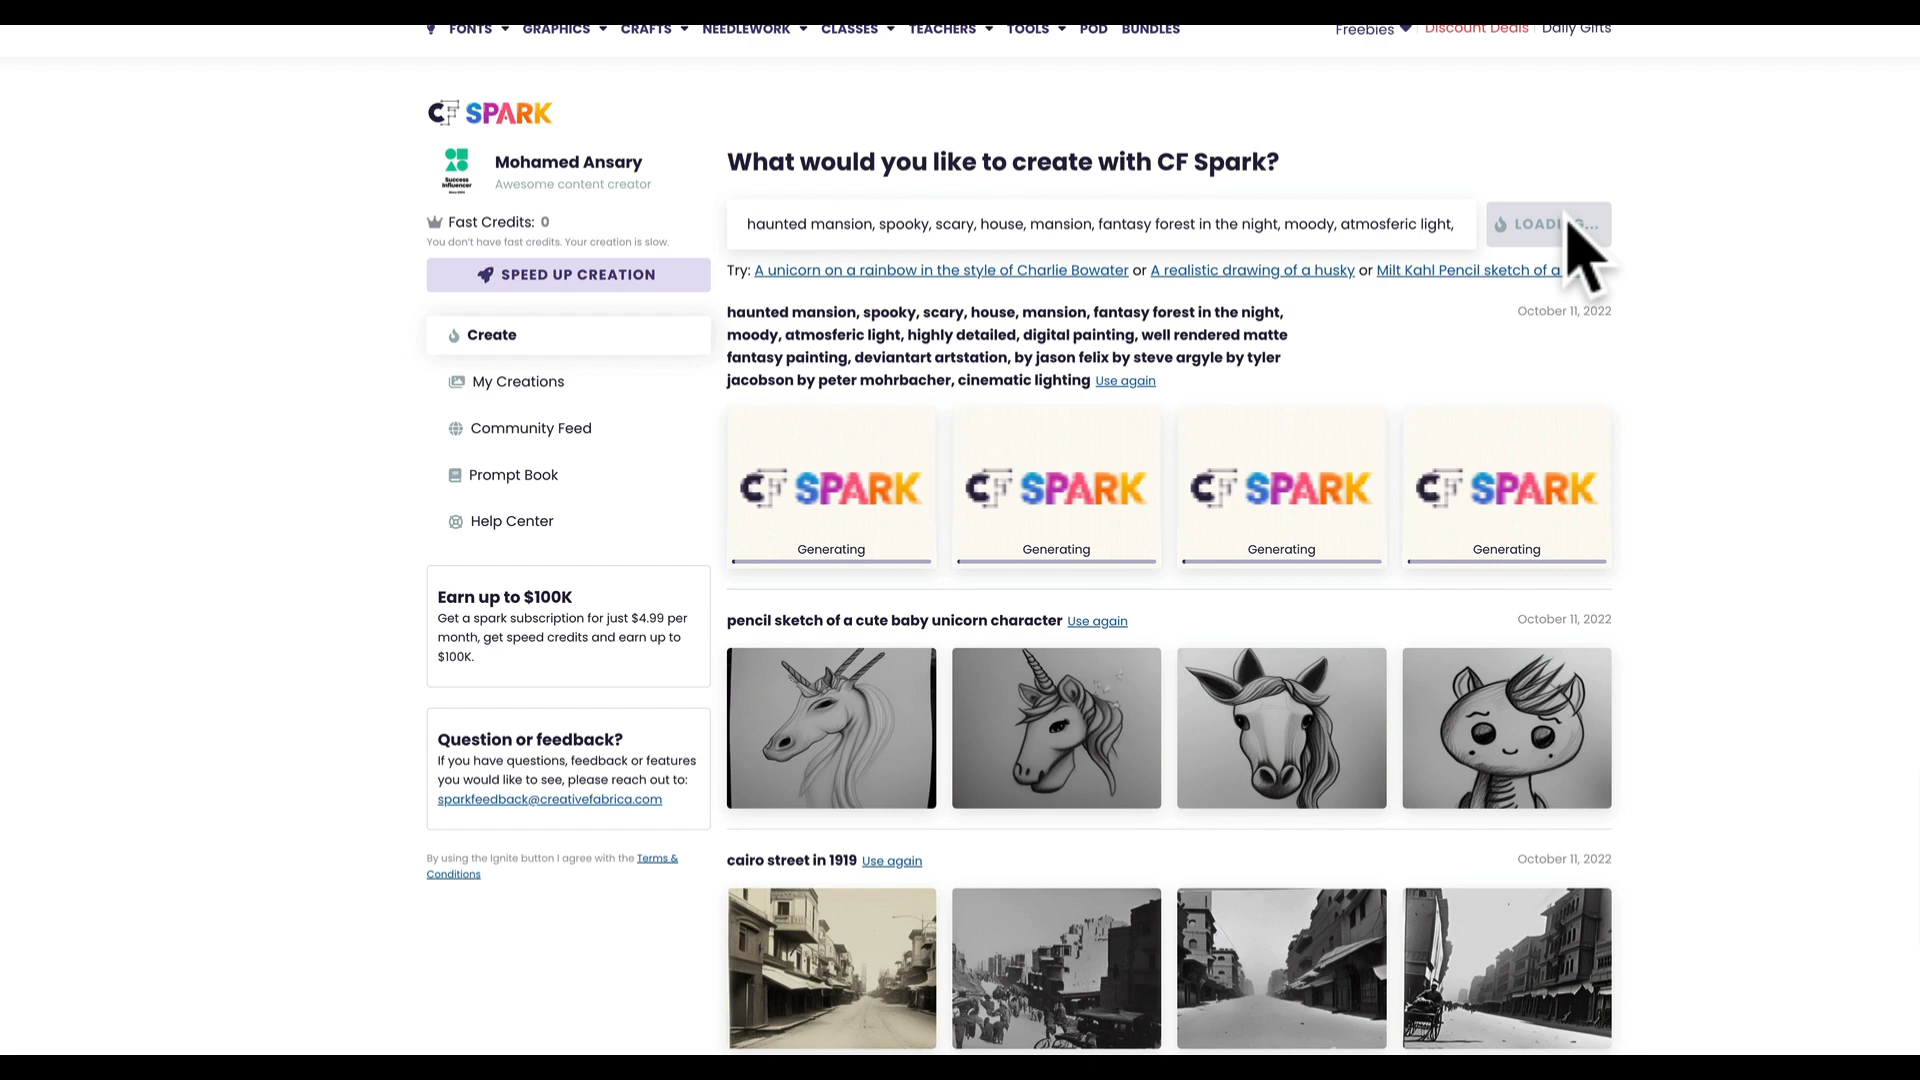 FONTS GRAPHICS CRAFTS NEEDLEWORK CLASSES TEACHERS TOOLS POD BUNDLES Freebies Discount Deals Daily Gifts
CF SPARK
Success
Influencer
Mohamed Ansary
Awesome content creator
Fast Credits: 0
You don't have fast credits. Your creation is slow.
SPEED UP CREATION
Create
My Creations
Community Feed
Prompt Book
Help Center
Earn up to $100K
Get a spark subscription for just $4.99 per
month, get speed credits and earn up to
$100K.
Question or feedback?
If you have questions, feedback or features
you would like to see, please reach out to:
sparkfeedback@creativefabrica.com
By using the Ignite button I agree with the Terms &
Conditions
What would you like to create with CF Spark?
haunted mansion, spooky, scary, house, mansion, fantasy forest in the night, moody, atmosferic light,
Try: A unicorn on a rainbow in the style of Charlie Bowater or A realistic drawing of a husky or Milt Kahl Pencil sketch of a
haunted mansion, spooky, scary, house, mansion, fantasy forest in the night, October 11, 2022
moody, atmosferic light, highly detailed, digital painting, well rendered matte
fantasy painting, deviantart artstation, by jason felix by steve argyle by tyler
jacobson by peter mohrbacher, cinematic lighting Use again
CF SPARK CF SPARK CF SPARK CF SPARK
Generating Generating Generating Generating
pencil sketch of a cute baby unicorn character Use again October 11, 2022
cairo street in 1919 Use again October 11, 2022